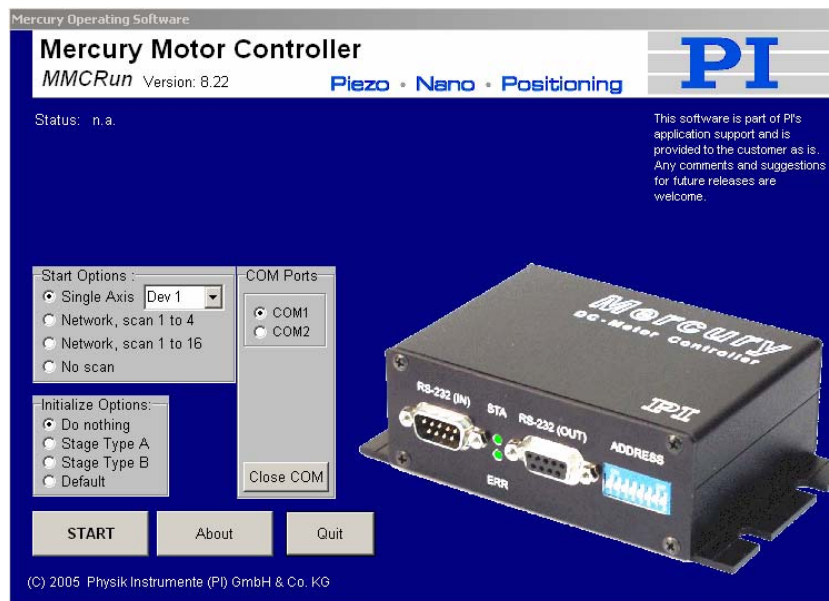 Mercury Operating Software
Mercury Motor Controller
MMCRun Version: 8.22
Piezo · Nano · Positioning
PI
Status: n.a.
This software is part of PI's
application support and is
provided to the customer as is.
Any comments and suggestions
for future releases are
welcome.
Start Options :
Single Axis Dev 1
Network, scan 1 to 4
Network, scan 1 to 16
No scan
COM Ports
COM1
COM2
Close COM
Initialize Options:
Do nothing
Stage Type A
Stage Type B
Default
START
About
Quit
Mercury
DC-Motor Controller
PI
RS-232 (IN)
STA
RS-232 (OUT)
ADDRESS
ERR
(C) 2005 Physik Instrumente (PI) GmbH & Co. KG